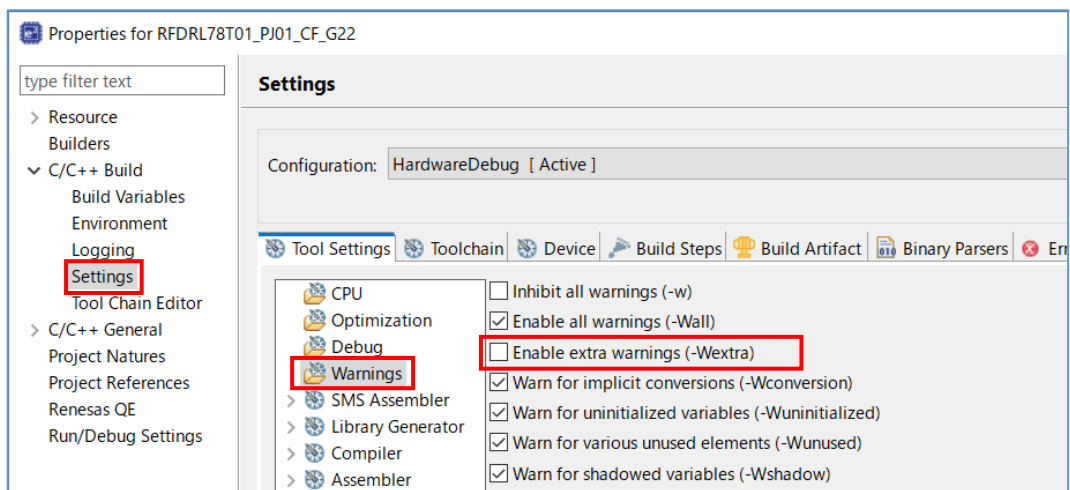 Properties for RFDRL78T01_PJ01_CF_G22
type filter text
Resource
Builders
C/C++ Build
Build Variables
Environment
Logging
Settings
Tool Chain Editor
C/C++ General
Project Natures
Project References
Renesas QE
Run/Debug Settings
Settings
Configuration: HardwareDebug [ Active ]
Tool Settings Toolchain Device Build Steps Build Artifact Binary Parsers Err
CPU
Optimization
Debug
Warnings
SMS Assembler
Library Generator
Compiler
Assembler
Inhibit all warnings (-w)
Enable all warnings (-Wall)
Enable extra warnings (-Wextra)
Warn for implicit conversions (-Wconversion)
Warn for uninitialized variables (-Wuninitialized)
Warn for various unused elements (-Wunused)
Warn for shadowed variables (-Wshadow)